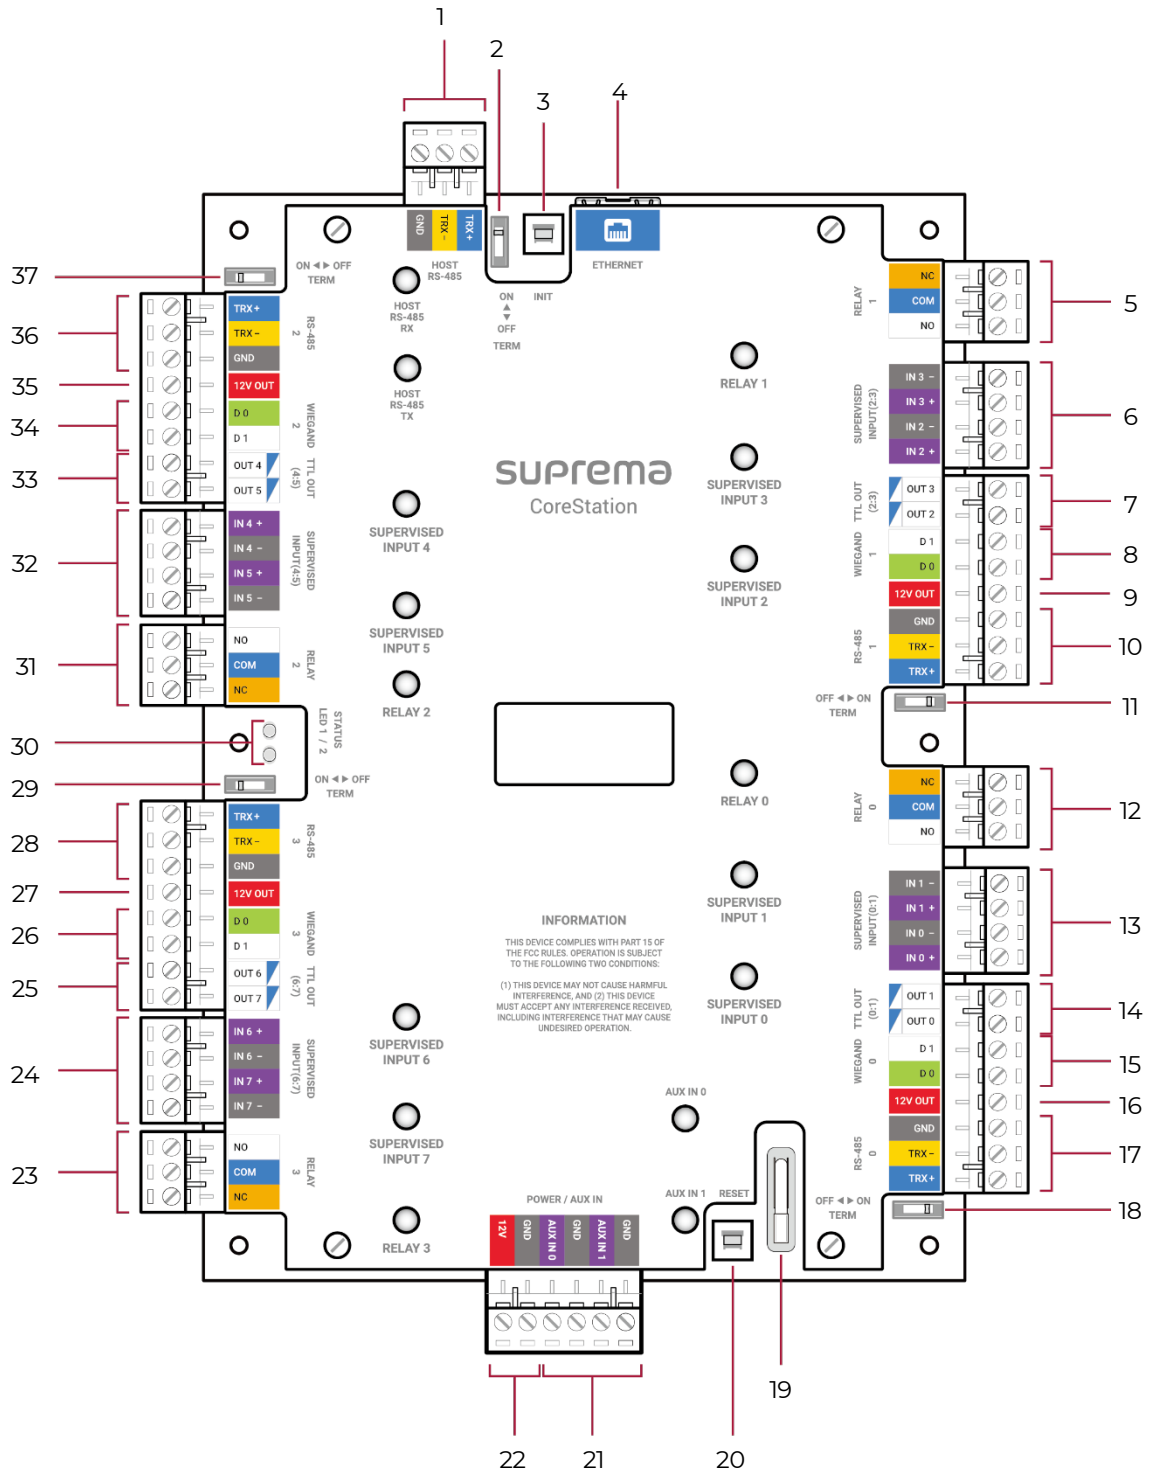 1
2
3
4
GND
TRX −
TRX +
HOST
RS-485
ON ◀ ▶ OFF
TERM
HOST
RS-485
RX
HOST
RS-485
TX
ON
▲
▼
OFF
TERM
INIT
ETHERNET
37
36
TRX +
TRX −
GND
RS-485
2
35
12V OUT
34
D 0
D 1
WIEGAND
2
33
OUT 4
OUT 5
TTL OUT
(4:5)
32
IN 4 +
IN 4 −
IN 5 +
IN 5 −
SUPERVISED
INPUT(4:5)
31
NO
COM
NC
RELAY
2
30
STATUS
LED 1 / 2
29
ON ◀ ▶ OFF
TERM
28
TRX +
TRX −
GND
RS-485
3
27
12V OUT
26
D 0
D 1
WIEGAND
3
25
OUT 6
OUT 7
TTL OUT
(6:7)
24
IN 6 +
IN 6 −
IN 7 +
IN 7 −
SUPERVISED
INPUT(6:7)
23
NO
COM
NC
RELAY
3
suprema
CoreStation
SUPERVISED
INPUT 4
SUPERVISED
INPUT 5
RELAY 2
SUPERVISED
INPUT 6
SUPERVISED
INPUT 7
RELAY 3
RELAY 1
SUPERVISED
INPUT 3
SUPERVISED
INPUT 2
RELAY 0
SUPERVISED
INPUT 1
SUPERVISED
INPUT 0
INFORMATION
THIS DEVICE COMPLIES WITH PART 15 OF
THE FCC RULES. OPERATION IS SUBJECT
TO THE FOLLOWING TWO CONDITIONS:
(1) THIS DEVICE MAY NOT CAUSE HARMFUL
INTERFERENCE, AND (2) THIS DEVICE
MUST ACCEPT ANY INTERFERENCE RECEIVED,
INCLUDING INTERFERENCE THAT MAY CAUSE
UNDESIRED OPERATION.
AUX IN 0
AUX IN 1
RESET
POWER / AUX IN
12V
GND
AUX IN 0
GND
AUX IN 1
GND
RELAY
1
NC
COM
NO
5
SUPERVISED
INPUT(2:3)
IN 3 −
IN 3 +
IN 2 −
IN 2 +
6
TTL OUT
(2:3)
OUT 3
OUT 2
7
WIEGAND
1
D 1
D 0
8
12V OUT
9
RS-485
1
GND
TRX −
TRX +
10
OFF ◀ ▶ ON
TERM
11
RELAY
0
NC
COM
NO
12
SUPERVISED
INPUT(0:1)
IN 1 −
IN 1 +
IN 0 −
IN 0 +
13
TTL OUT
(0:1)
OUT 1
OUT 0
14
WIEGAND
0
D 1
D 0
15
12V OUT
16
RS-485
0
GND
TRX −
TRX +
17
OFF ◀ ▶ ON
TERM
18
19
22
21
20